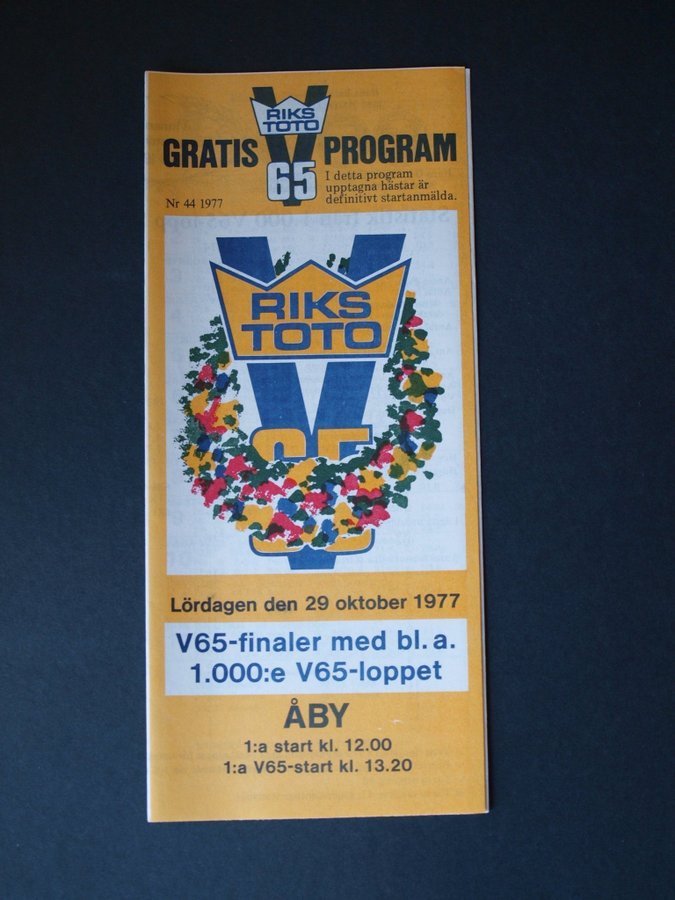 RIKS
TOTO
GRATIS V PROGRAM
65
Nr 44 1977
I detta program
upptagna hästar är
definitivt startanmälda.
V
RIKS
TOTO
65
Lördagen den 29 oktober 1977
V65-finaler med bl.a.
1.000:e V65-loppet
ÅBY
1:a start kl. 12.00
1:a V65-start kl. 13.20